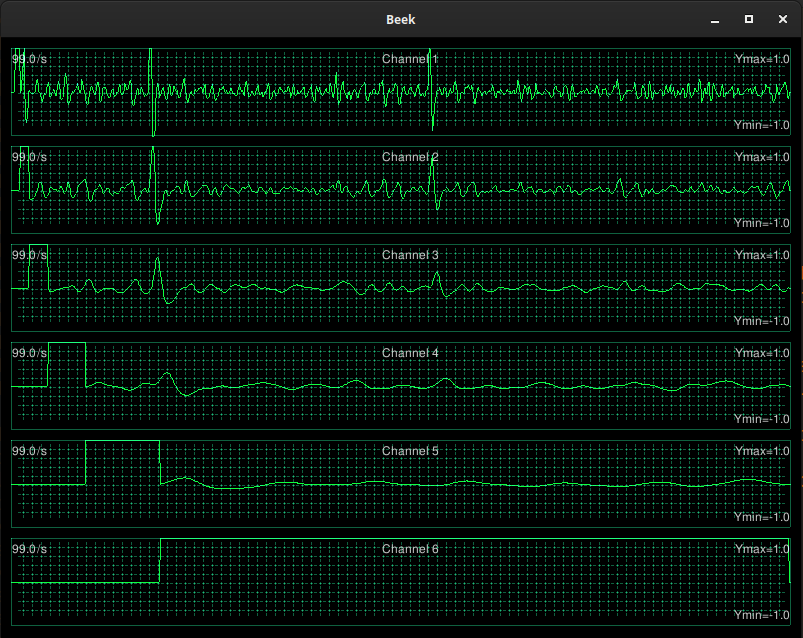 Beek
99.0/s Channel 1 Ymax=1.0
Ymin=-1.0
99.0/s Channel 2 Ymax=1.0
Ymin=-1.0
99.0/s Channel 3 Ymax=1.0
Ymin=-1.0
99.0/s Channel 4 Ymax=1.0
Ymin=-1.0
99.0/s Channel 5 Ymax=1.0
Ymin=-1.0
99.0/s Channel 6 Ymax=1.0
Ymin=-1.0